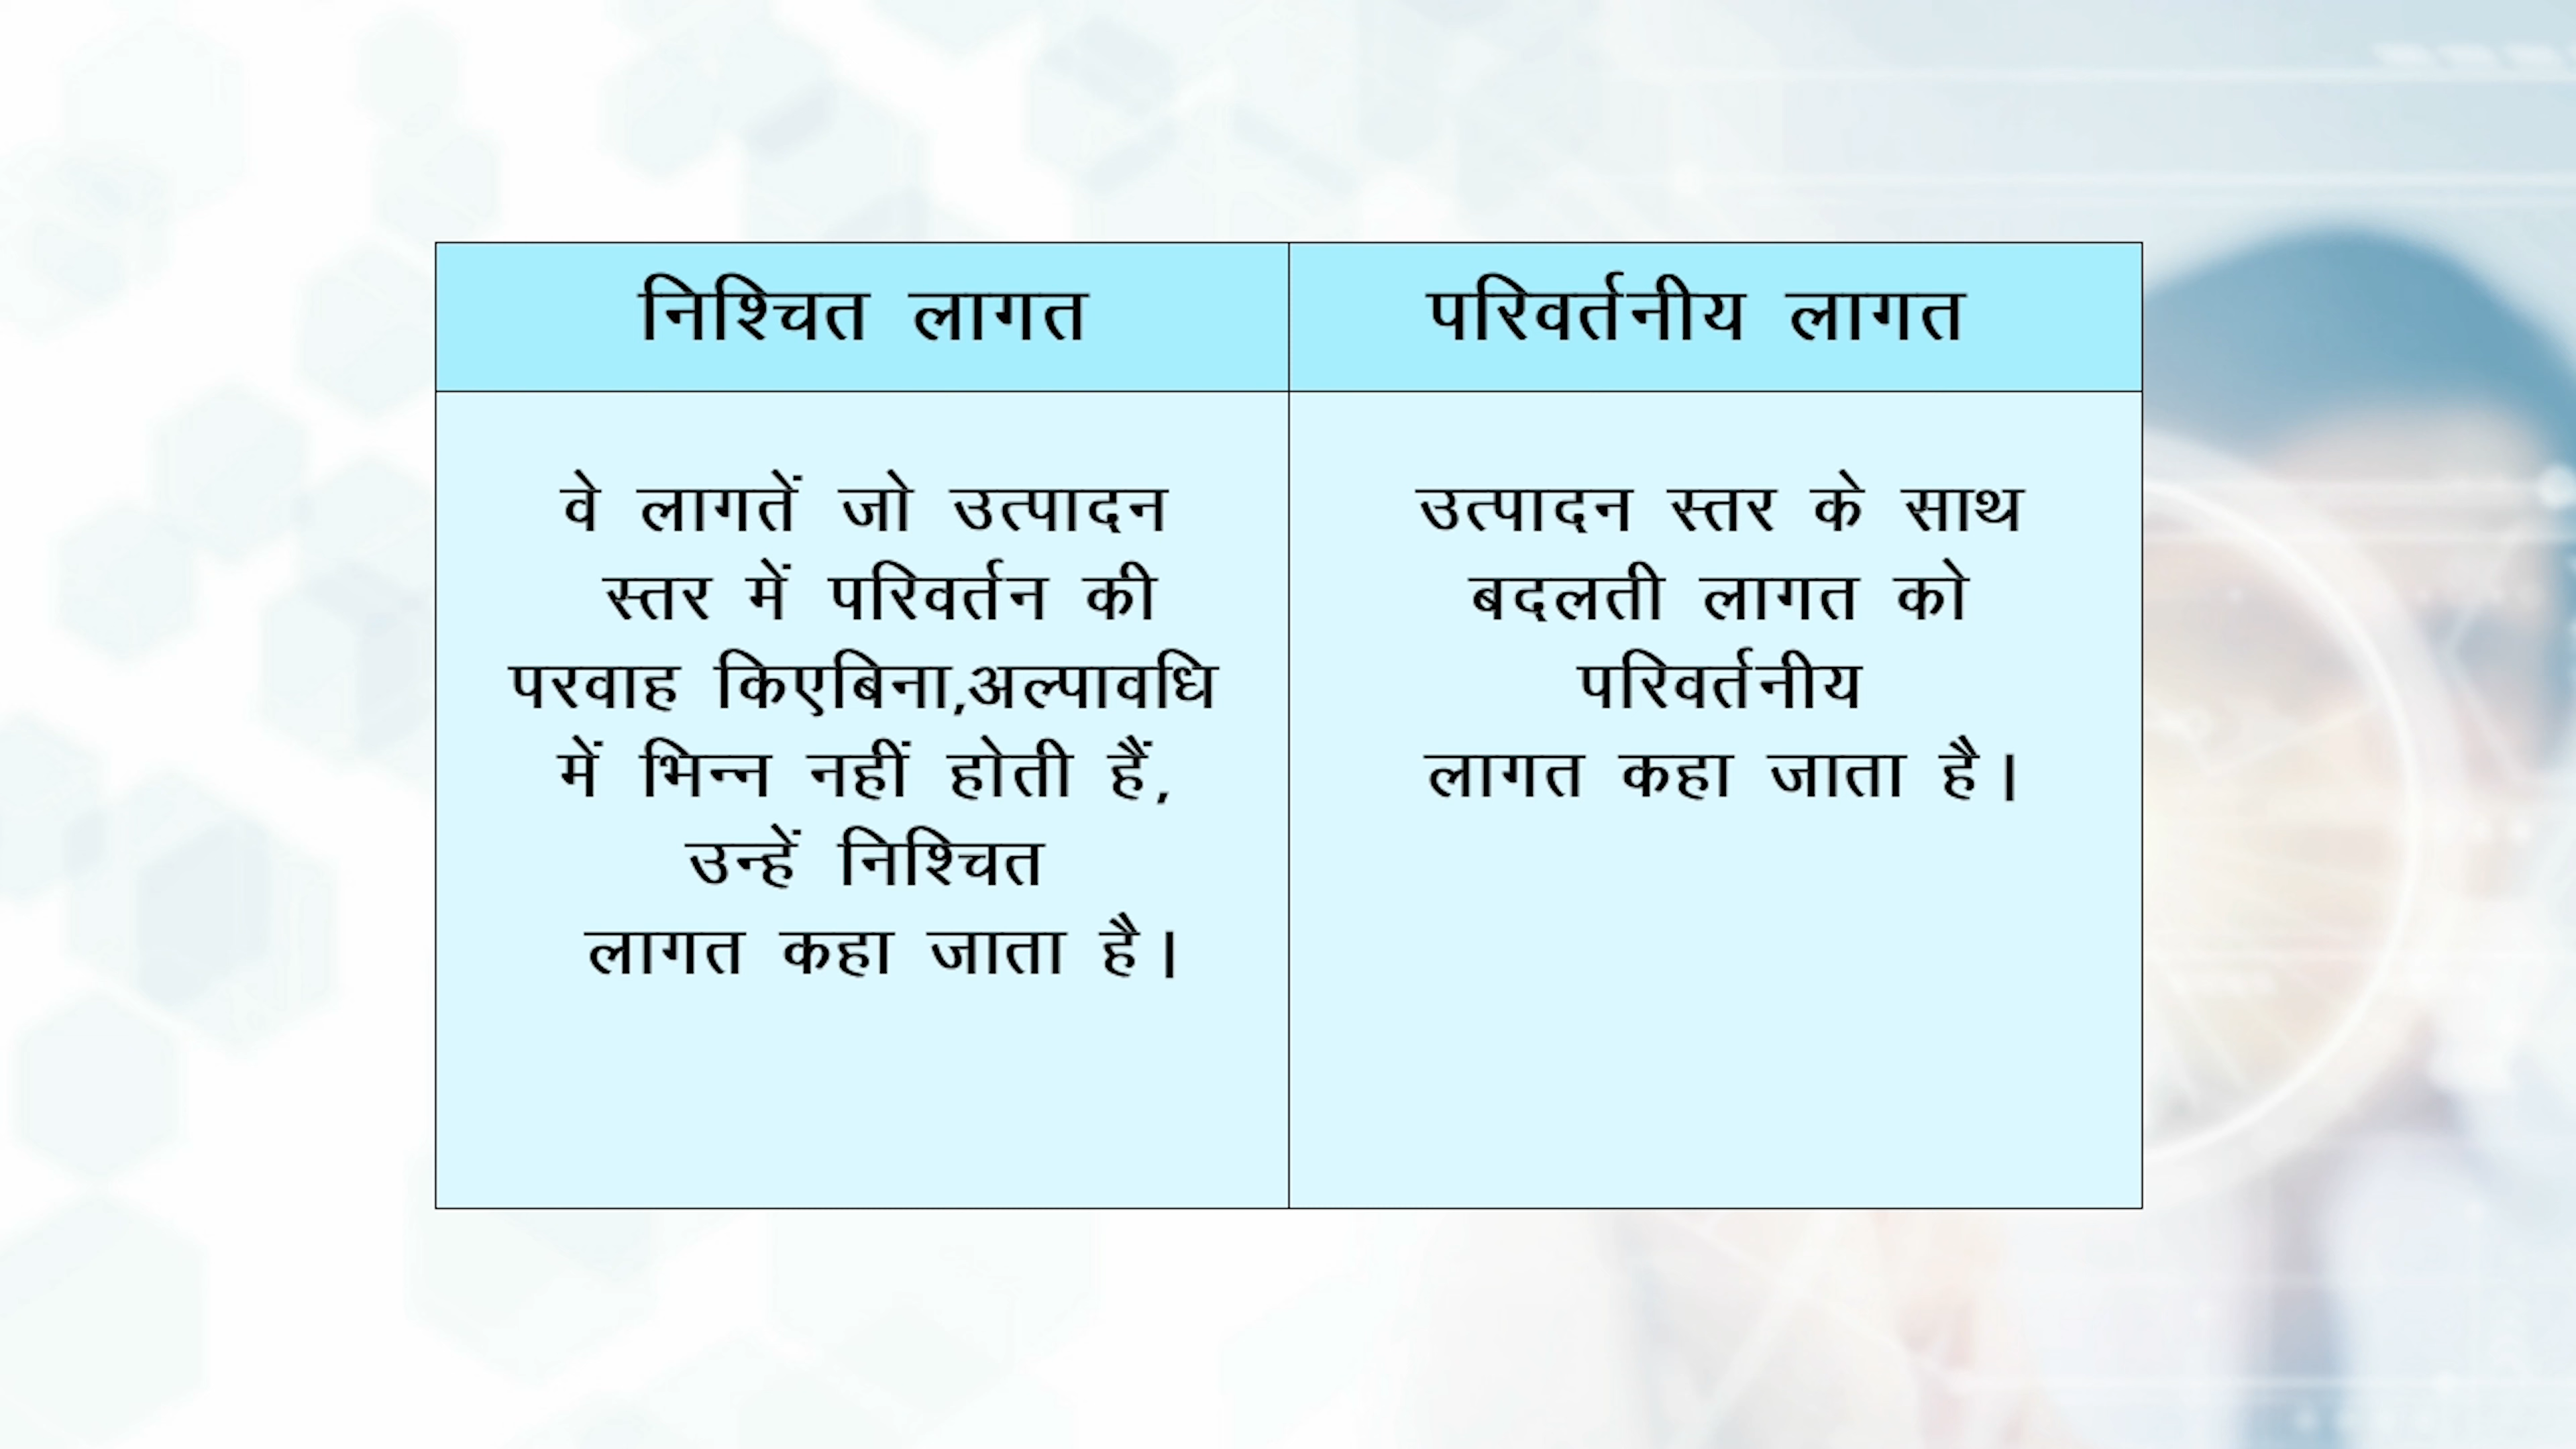 निश्चित लागत
परिवर्तनीय लागत
वे लागतें जो उत्पादन
स्तर में परिवर्तन की
परवाह किएबिना,अल्पावधि
में भिन्न नहीं होती हैं,
उन्हें निश्चित
लागत कहा जाता है।
उत्पादन स्तर के साथ
बदलती लागत को
परिवर्तनीय
लागत कहा जाता है।